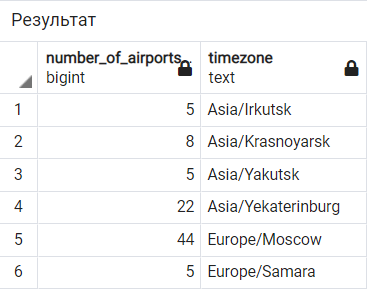 Результат
number_of_airports
bigint
timezone
text
1 5 Asia/Irkutsk
2 8 Asia/Krasnoyarsk
3 5 Asia/Yakutsk
4 22 Asia/Yekaterinburg
5 44 Europe/Moscow
6 5 Europe/Samara